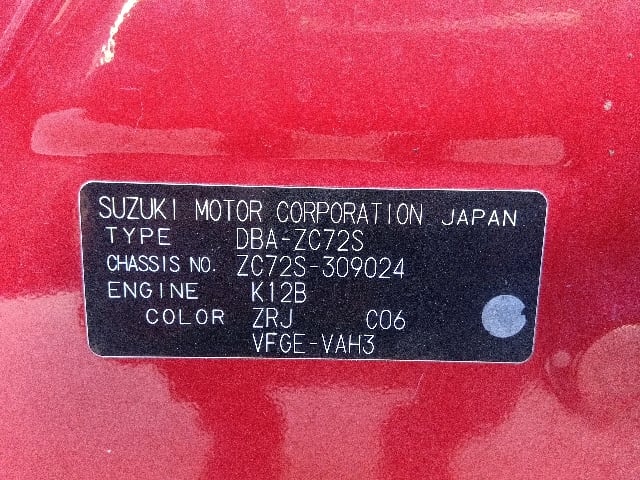 SUZUKI MOTOR CORPORATION JAPAN
TYPE DBA-ZC72S
CHASSIS NO. ZC72S-309024
ENGINE K12B
COLOR ZRJ C06
VFGE-VAH3